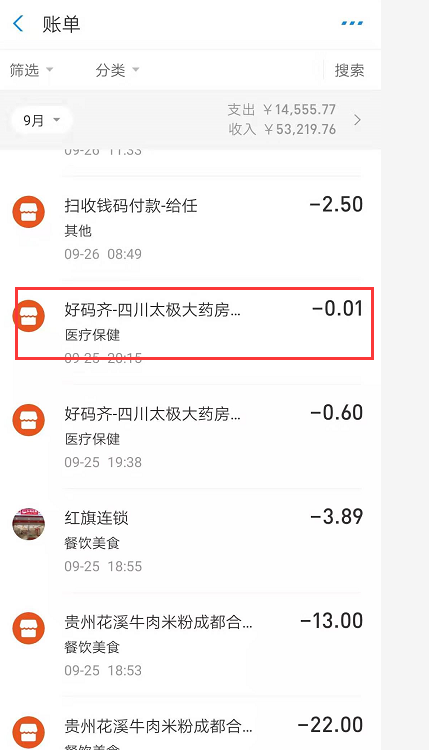 账单
筛选 分类 搜索
9月 支出 ￥14,555.77
收入 ￥53,219.76
09-26 11:33
扫收钱码付款-给任 -2.50
其他
09-26 08:49
好码齐-四川太极大药房... -0.01
医疗保健
09-25 20:15
好码齐-四川太极大药房... -0.60
医疗保健
09-25 19:38
红旗连锁 -3.89
餐饮美食
09-25 18:55
贵州花溪牛肉米粉成都合... -13.00
餐饮美食
09-25 18:53
贵州花溪牛肉米粉成都合... -22.00
餐饮美食